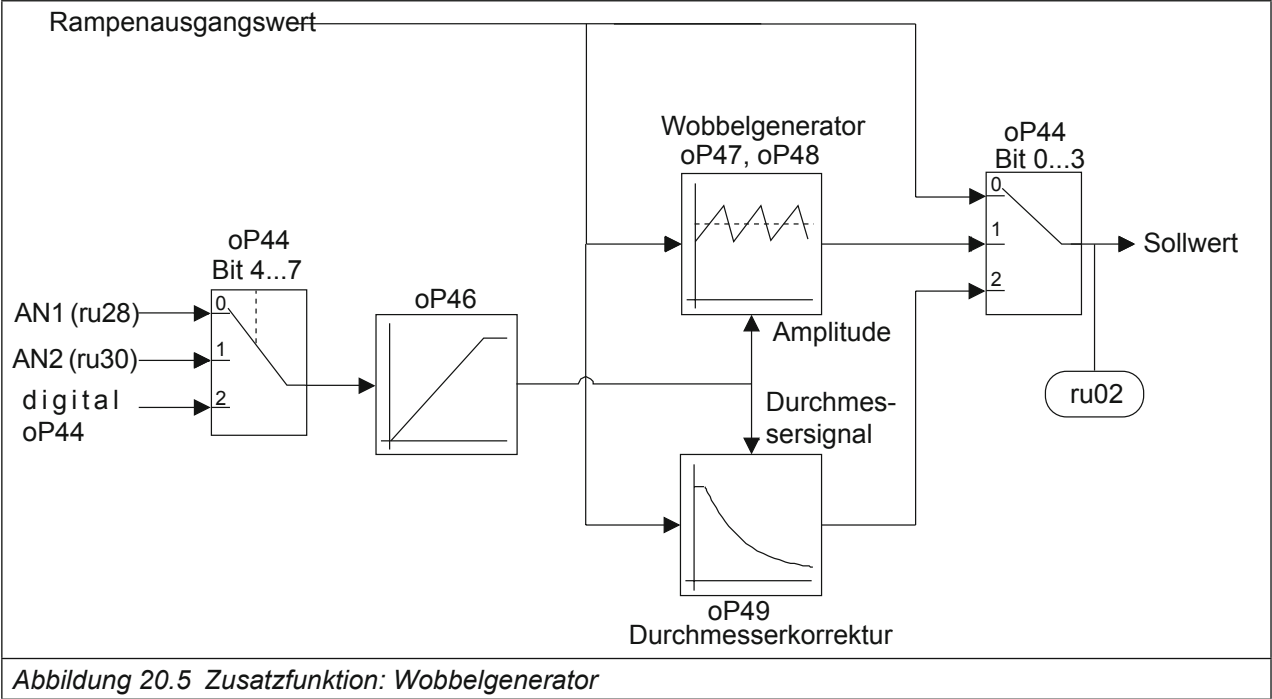 Rampenausgangswert
Wobbelgenerator
oP47, oP48
oP44
Bit 0...3
0
1
2
Sollwert
oP44
Bit 4...7
AN1 (ru28)
0
AN2 (ru30)
1
digital
oP44
2
oP46
Amplitude
Durchmes-
sersignal
ru02
oP49
Durchmesserkorrektur
Abbildung 20.5 Zusatzfunktion: Wobbelgenerator